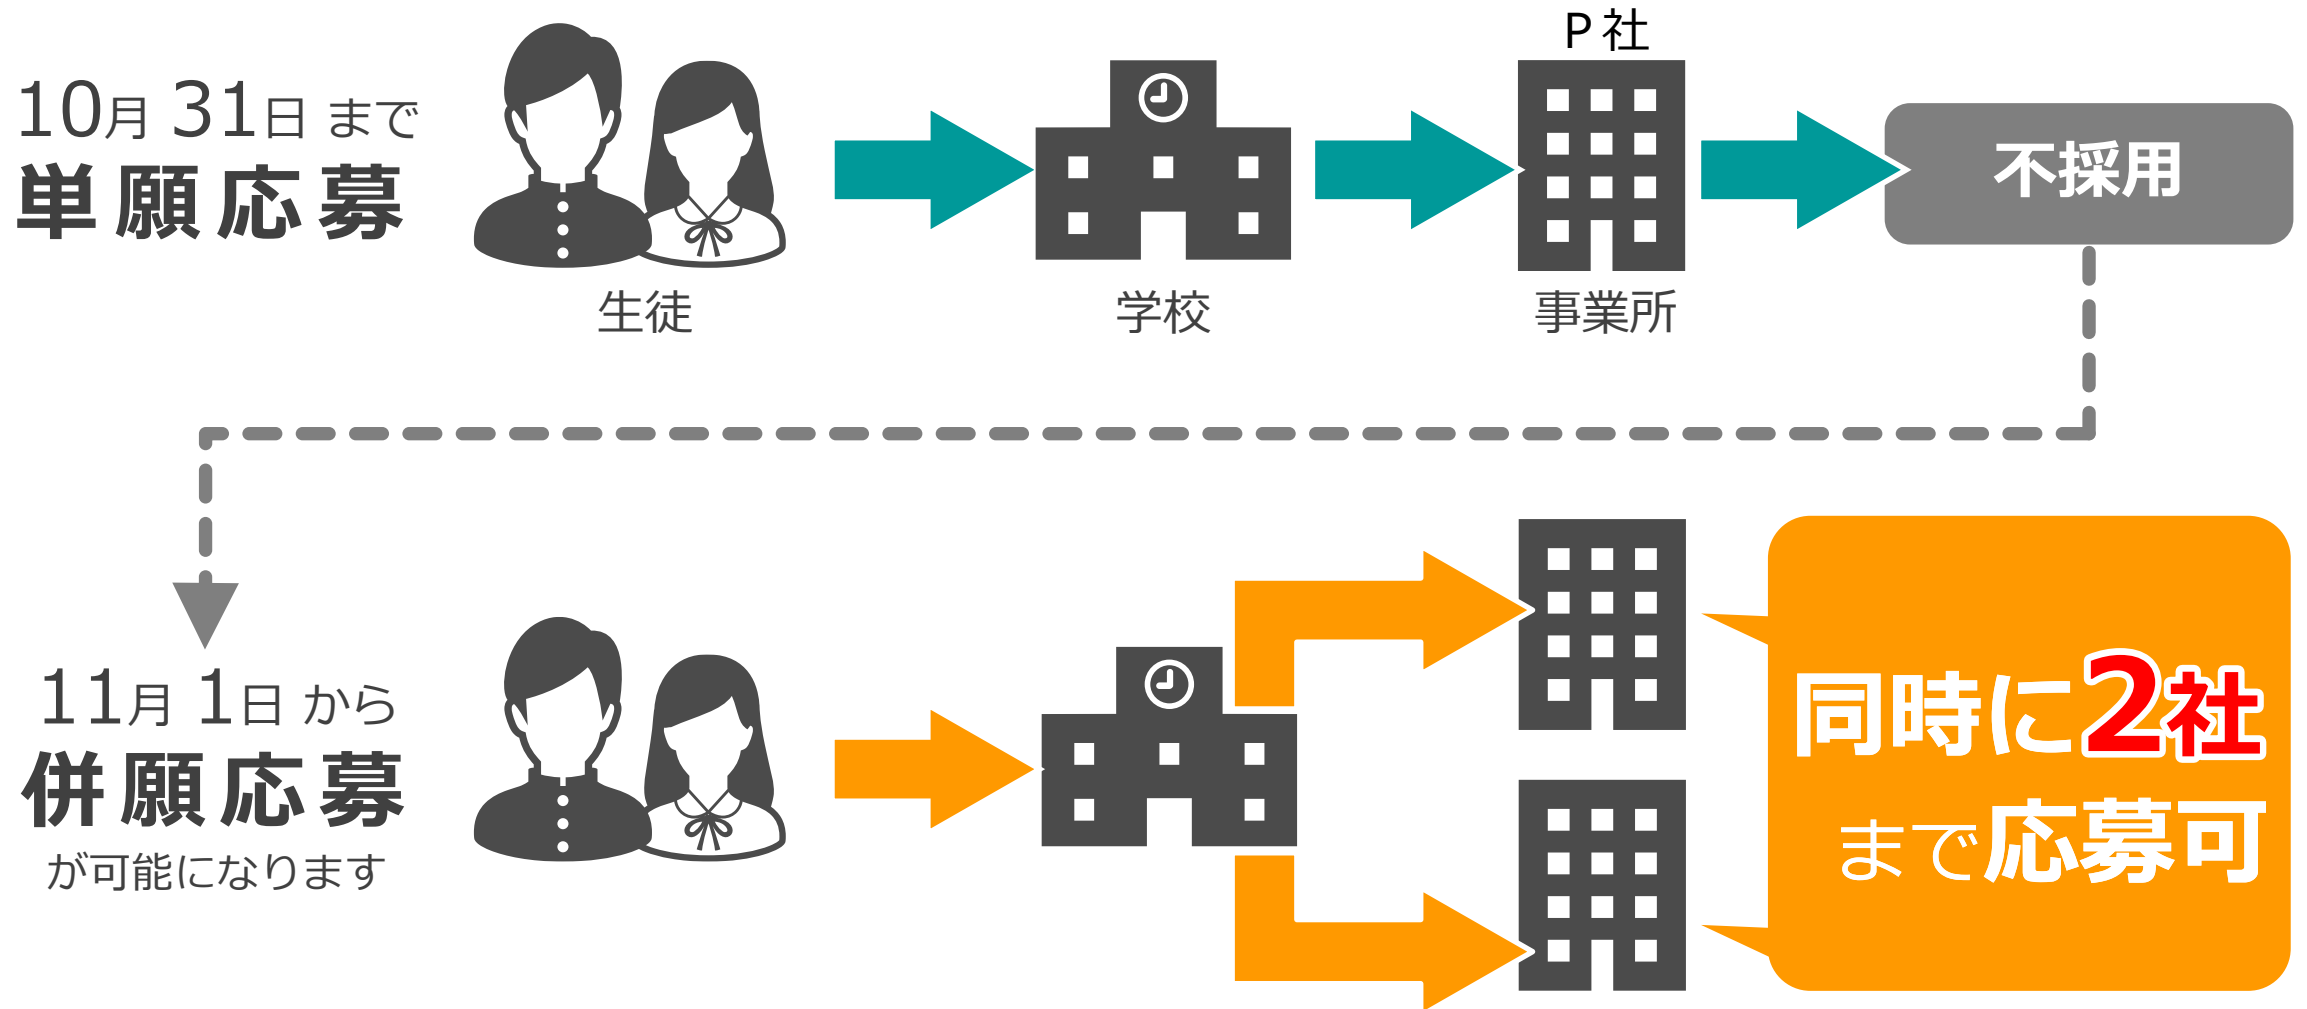 P 社
10月 31日 まで
単願応募
不採用
生徒
学校
事業所
11月 1日 から
併願応募
が可能になります
同時に2社
まで応募可